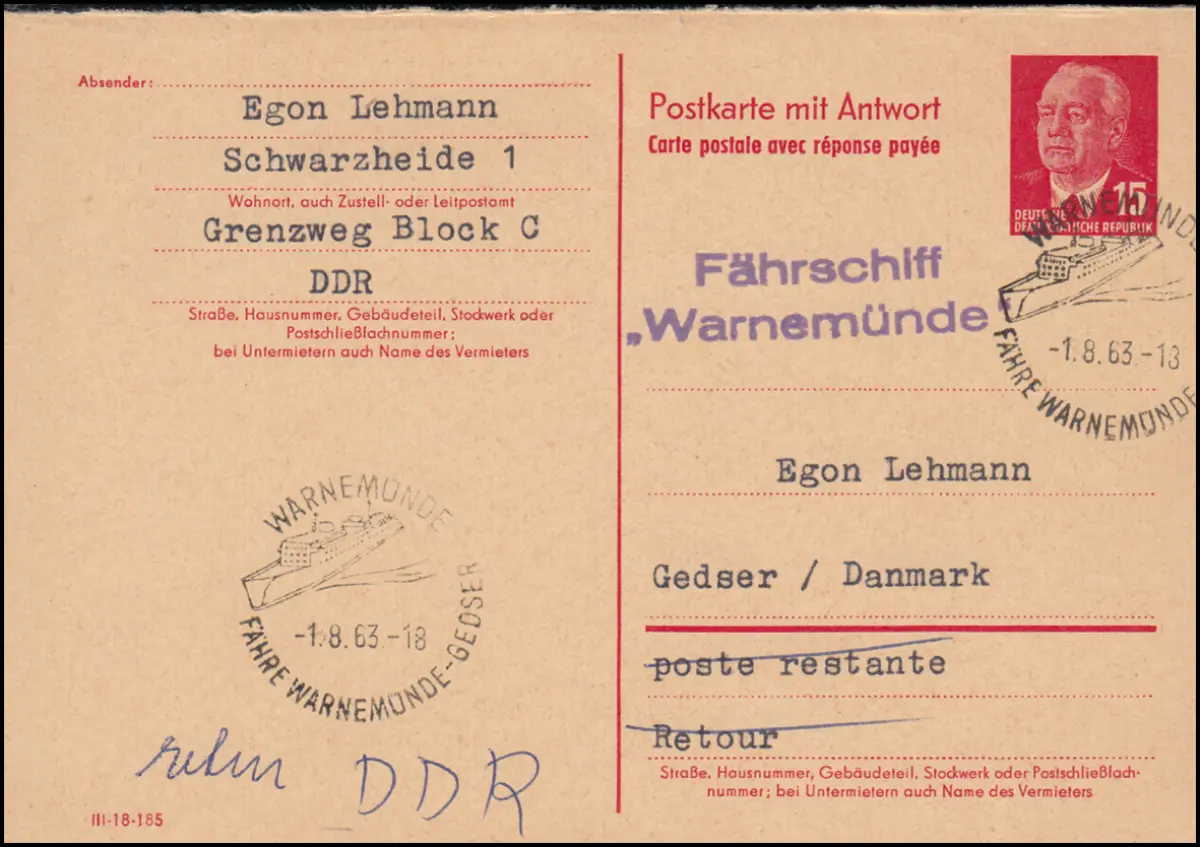 Absender:
Egon Lehmann
Schwarzheide 1
Wohnort, auch Zustell- oder Leitpostamt
Grenzweg Block C
DDR
Straße, Hausnummer, Gebäudeteil, Stockwerk oder
Postschließfachnummer;
bei Untermietern auch Name des Vermieters
WARNEMÜNDE
-1.8.63.-18
FÄHRE WARNEMÜNDE-GEDSER
DDR
III-18-185
Postkarte mit Antwort
Carte postale avec réponse payée
15
DEUTSCHE
DEMOKRATISCHE REPUBLIK
Fährschiff
„Warnemünde"
WARNEMÜNDE
-1.8.63.-18
FÄHRE WARNEMÜNDE
Egon Lehmann
Gedser / Danmark
poste restante
Retour
Straße, Hausnummer, Gebäudeteil, Stockwerk oder Postschließfach-
nummer; bei Untermietern auch Name des Vermieters